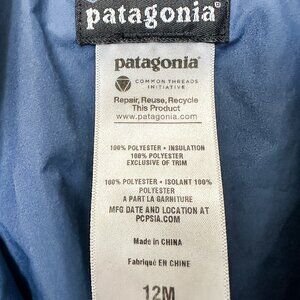 patagonia®
patagonia®
COMMON THREADS
INITIATIVE
Repair, Reuse, Recycle
This Product
www.patagonia.com
100% POLYESTER • INSULATION
100% POLYESTER
EXCLUSIVE OF TRIM
100% POLYESTER • ISOLANT 100%
POLYESTER
A PART LA GARNITURE
MFG DATE AND LOCATION AT
PCPSIA.COM
Made in CHINA
Fabriqué EN CHINE
12M